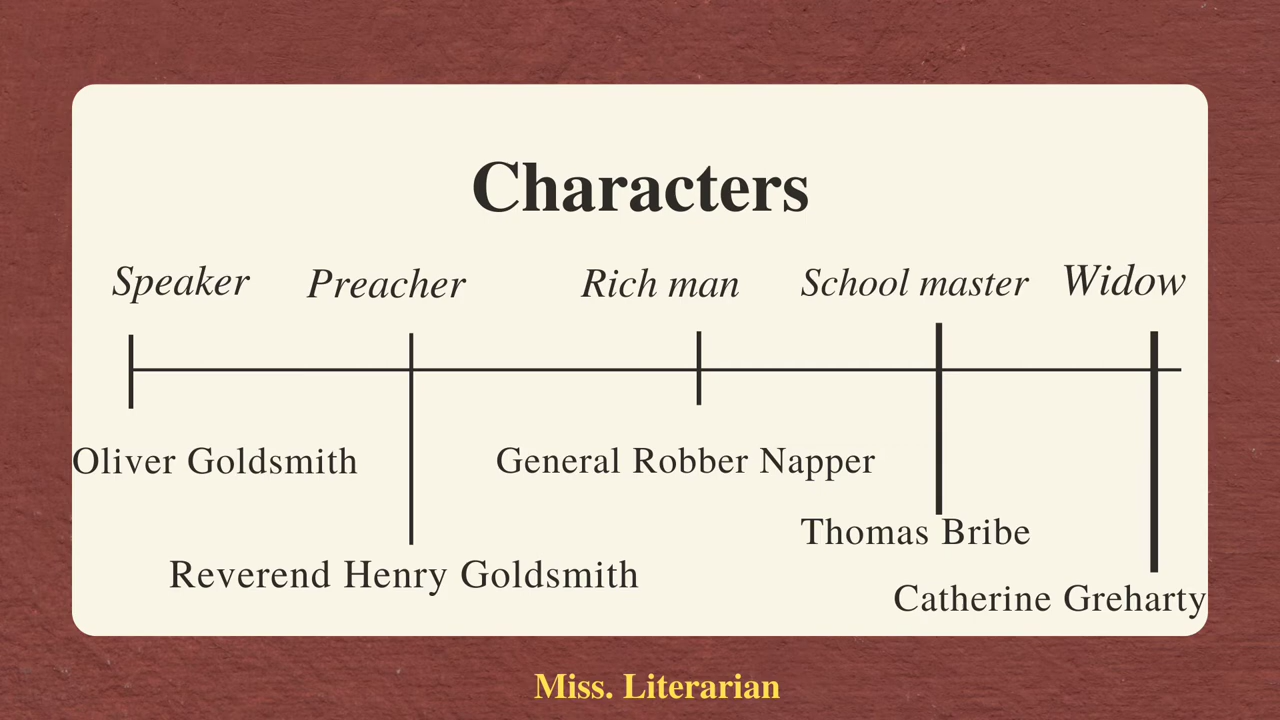 Characters
Speaker Preacher Rich man School master Widow
Oliver Goldsmith General Robber Napper
Thomas Bribe
Reverend Henry Goldsmith
Catherine Greharty
Miss. Literarian